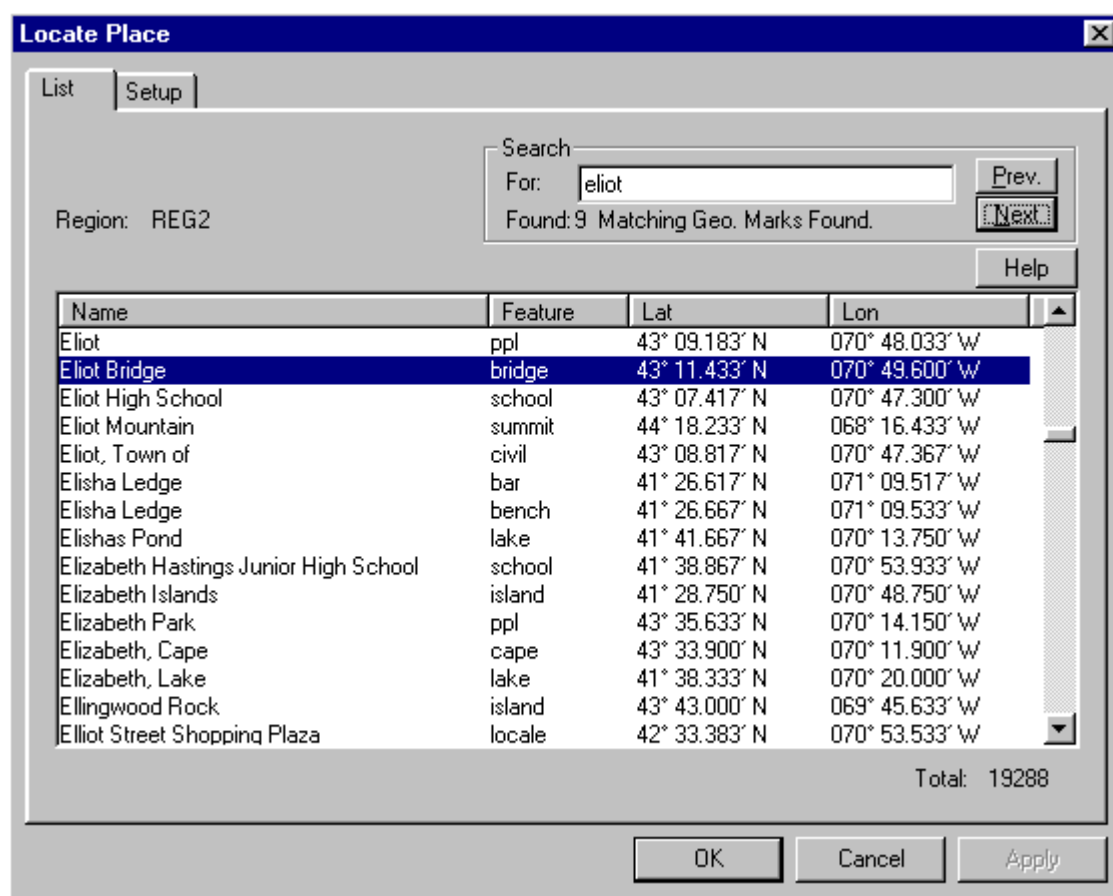 Locate Place
List Setup
Search
For: eliot Prev.
Region: REG2 Found: 9 Matching Geo. Marks Found. Next
Help
Name Feature Lat Lon
Eliot ppl 43° 09.183´ N 070° 48.033´ W
Eliot Bridge bridge 43° 11.433´ N 070° 49.600´ W
Eliot High School school 43° 07.417´ N 070° 47.300´ W
Eliot Mountain summit 44° 18.233´ N 068° 16.433´ W
Eliot, Town of civil 43° 08.817´ N 070° 47.367´ W
Elisha Ledge bar 41° 26.617´ N 071° 09.517´ W
Elisha Ledge bench 41° 26.667´ N 071° 09.533´ W
Elishas Pond lake 41° 41.667´ N 070° 13.750´ W
Elizabeth Hastings Junior High School school 41° 38.867´ N 070° 53.933´ W
Elizabeth Islands island 41° 28.750´ N 070° 48.750´ W
Elizabeth Park ppl 43° 35.633´ N 070° 14.150´ W
Elizabeth, Cape cape 43° 33.900´ N 070° 11.900´ W
Elizabeth, Lake lake 41° 38.333´ N 070° 20.000´ W
Ellingwood Rock island 43° 43.000´ N 069° 45.633´ W
Elliot Street Shopping Plaza locale 42° 33.383´ N 070° 53.533´ W
Total: 19288
OK Cancel Apply